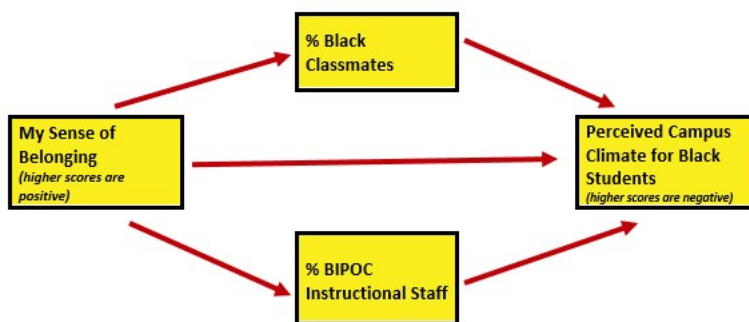 % Black
Classmates
My Sense of
Belonging
(higher scores are
positive)
Perceived Campus
Climate for Black
Students
(higher scores are negative)
% BIPOC
Instructional Staff